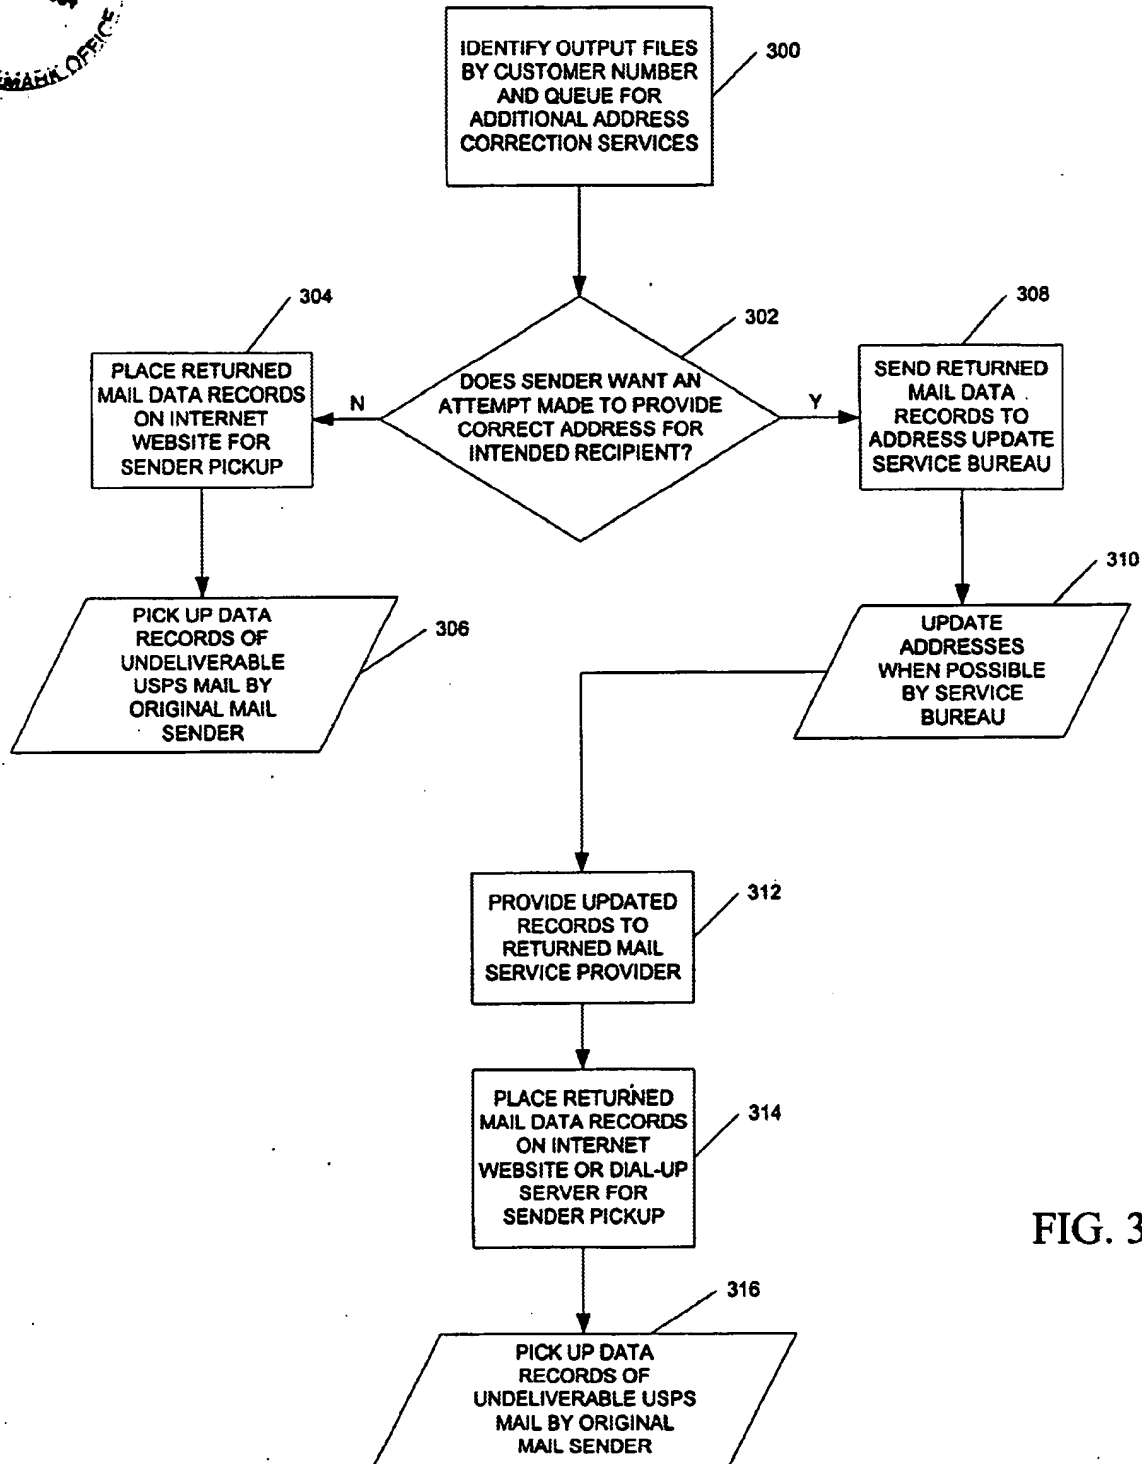 EMARK OFFICE
IDENTIFY OUTPUT FILES
BY CUSTOMER NUMBER
AND QUEUE FOR
ADDITIONAL ADDRESS
CORRECTION SERVICES
300
304
302
308
PLACE RETURNED
MAIL DATA RECORDS
ON INTERNET
WEBSITE FOR
SENDER PICKUP
N
DOES SENDER WANT AN
ATTEMPT MADE TO PROVIDE
CORRECT ADDRESS FOR
INTENDED RECIPIENT?
Y
SEND RETURNED
MAIL DATA
RECORDS TO
ADDRESS UPDATE
SERVICE BUREAU
310
PICK UP DATA
RECORDS OF
UNDELIVERABLE
USPS MAIL BY
ORIGINAL MAIL
SENDER
306
UPDATE
ADDRESSES
WHEN POSSIBLE
BY SERVICE
BUREAU
PROVIDE UPDATED
RECORDS TO
RETURNED MAIL
SERVICE PROVIDER
312
PLACE RETURNED
MAIL DATA RECORDS
ON INTERNET
WEBSITE OR DIAL-UP
SERVER FOR
SENDER PICKUP
314
FIG. 3
316
PICK UP DATA
RECORDS OF
UNDELIVERABLE USPS
MAIL BY ORIGINAL
MAIL SENDER